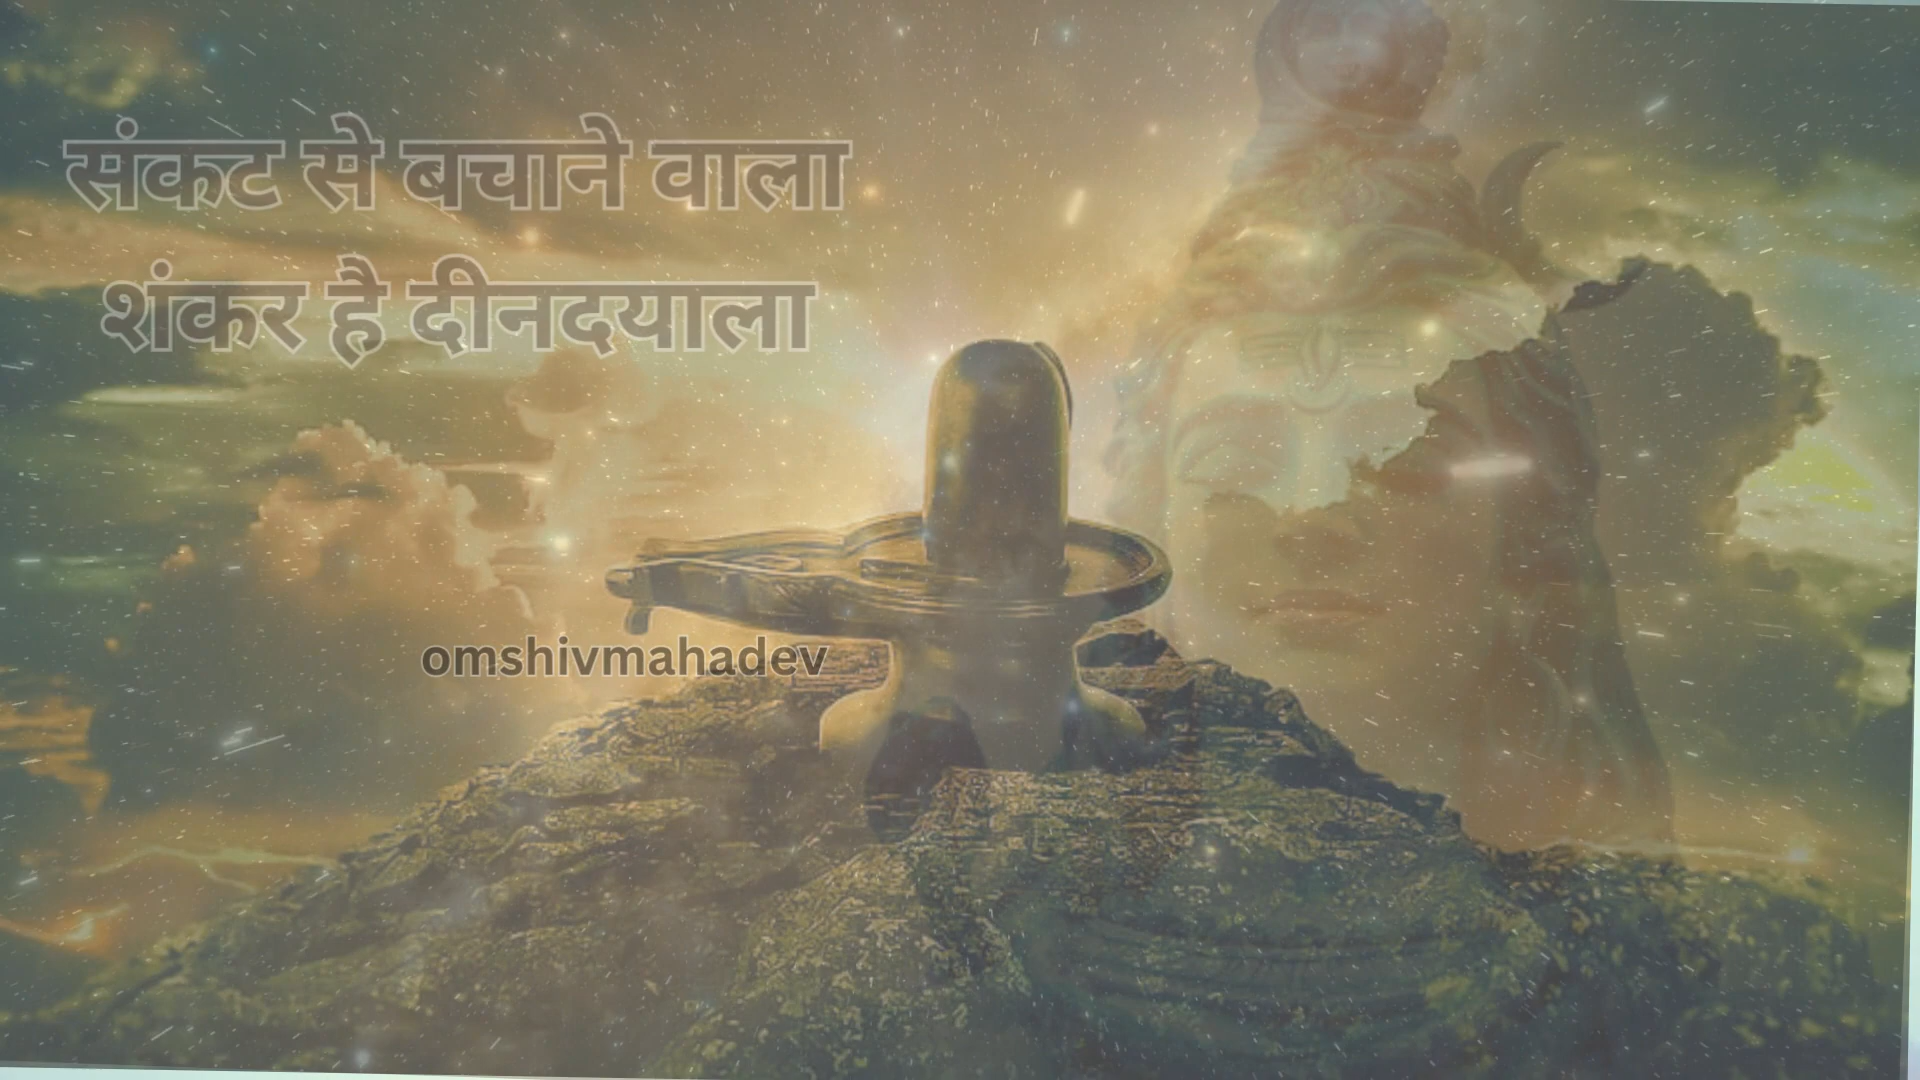 संकट से बचाने वाला
शंकर है दीनदयाला
omshivmahadev